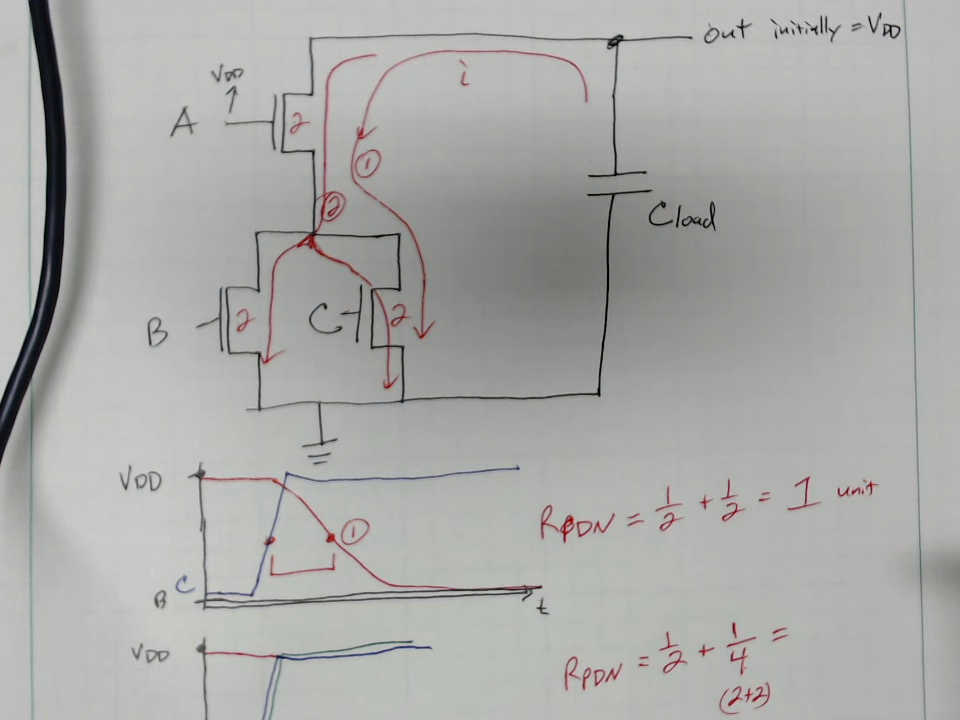 out initially = VDD
VDD
i
A
2
①
②
Cload
B
2
C
2
VDD
①
C
B
t
RPDN = 1/2 + 1/2 = 1 unit
VDD
RPDN = 1/2 + 1/4 =
(2+2)